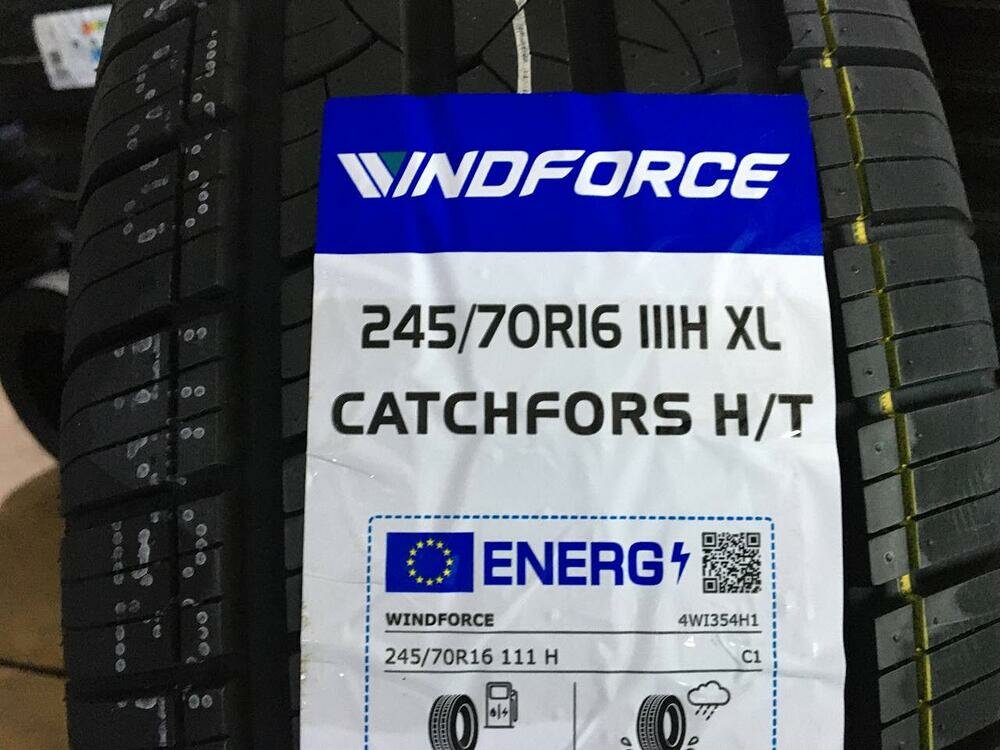 WINDFORCE
245/70R16 111H XL
CATCHFORS H/T
ENERG
WINDFORCE 4WI354H1
245/70R16 111 H C1